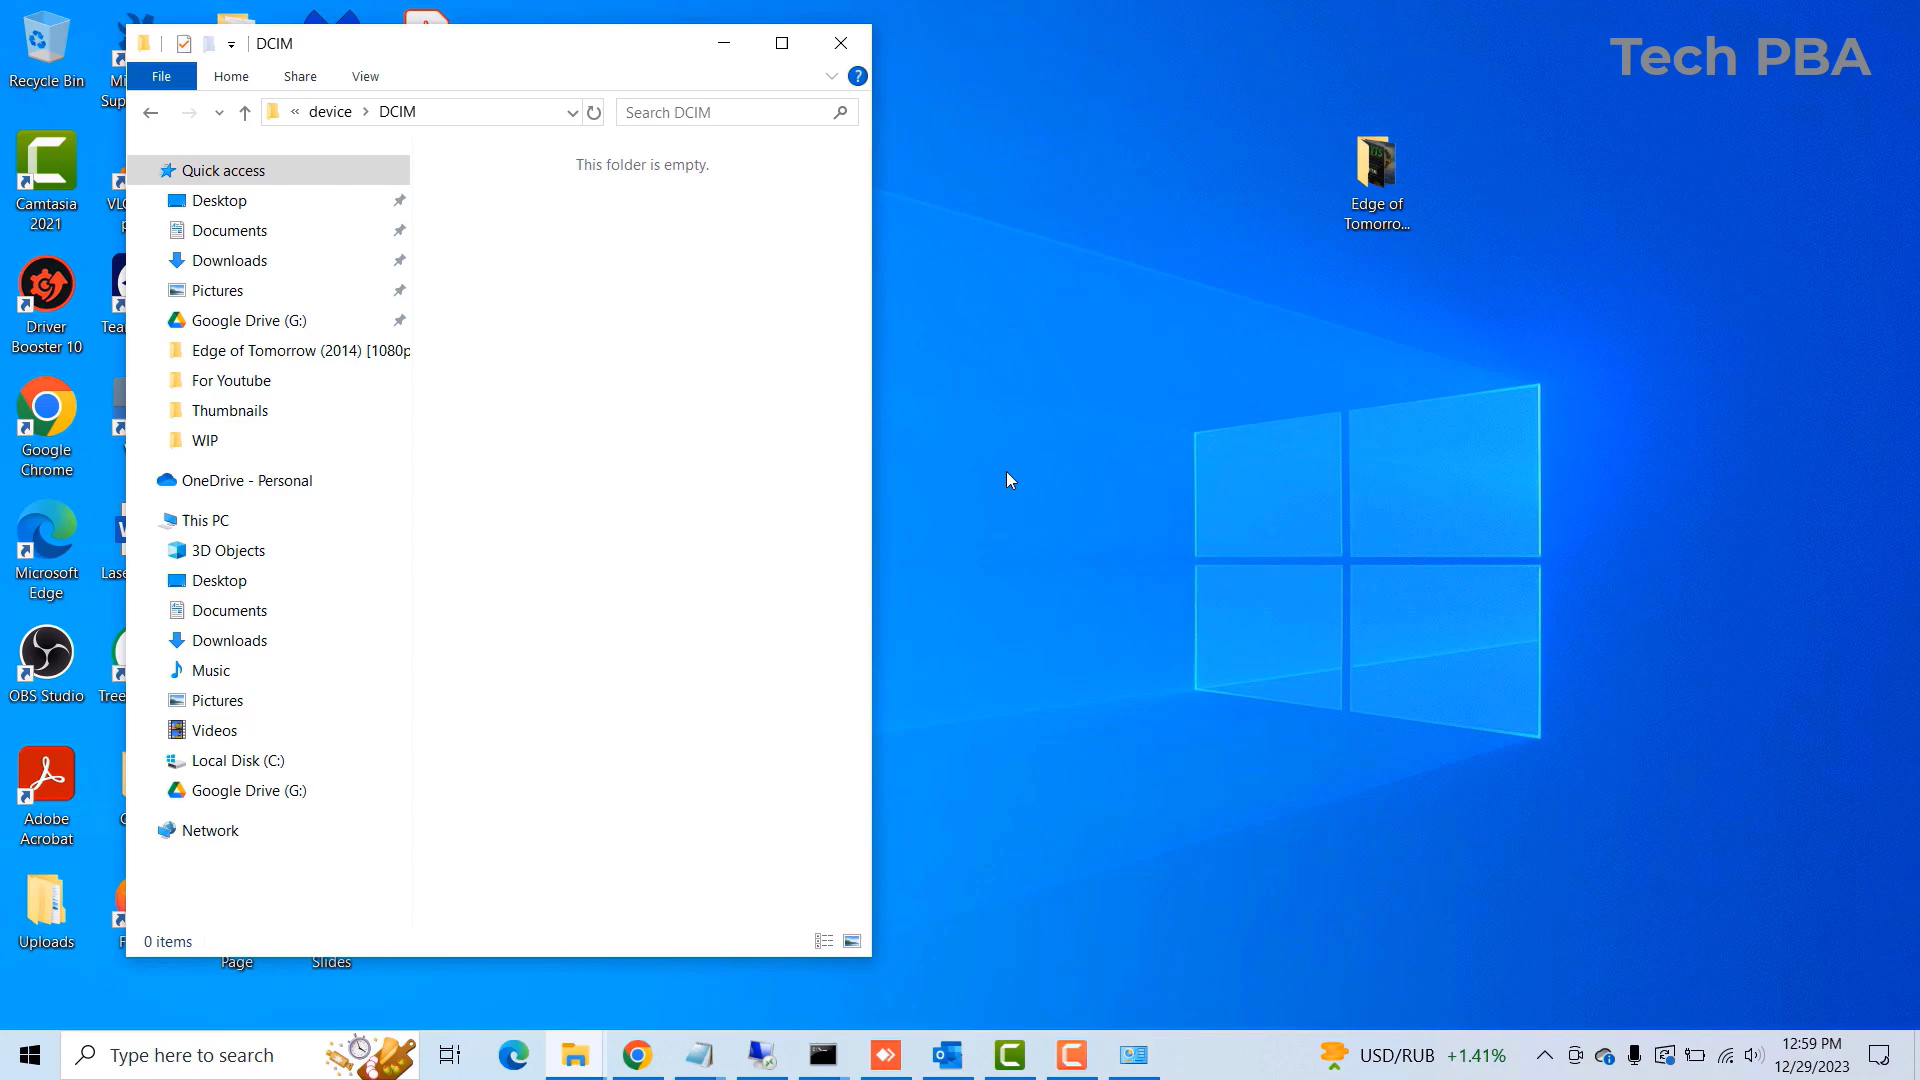 Tech PBA
DCIM
File
Home
Share
View
device
DCIM
Search DCIM
This folder is empty.
Quick access
Desktop
Documents
Downloads
Pictures
Google Drive (G:)
Edge of Tomorrow (2014) [1080p
For Youtube
Thumbnails
WIP
OneDrive - Personal
This PC
3D Objects
Desktop
Documents
Downloads
Music
Pictures
Videos
Local Disk (C:)
Google Drive (G:)
Network
0 items
Recycle Bin
Camtasia
2021
Driver
Booster 10
Google
Chrome
Microsoft
Edge
OBS Studio
Adobe
Acrobat
Uploads
Page
Slides
Edge of
Tomorro...
Type here to search
USD/RUB +1.41%
12:59 PM
12/29/2023